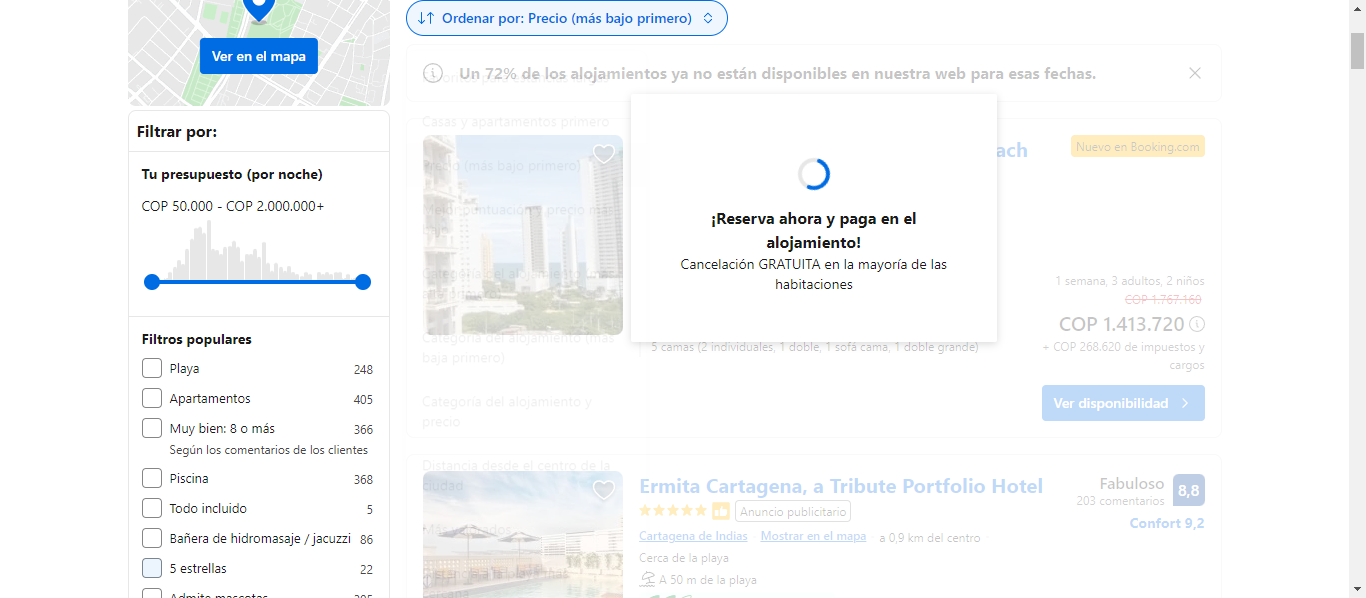 Ver en el mapa
Filtrar por:
Tu presupuesto (por noche)
COP 50.000 - COP 2.000.000+
Filtros populares
Playa 248
Apartamentos 405
Muy bien: 8 o más 366
Según los comentarios de los clientes
Piscina 368
Todo incluido 5
Bañera de hidromasaje / jacuzzi 86
5 estrellas 22
Admite mascotas
Ordenar por: Precio (más bajo primero)
Un 72% de los alojamientos ya no están disponibles en nuestra web para esas fechas.
Casas y apartamentos primero
Precio (más bajo primero)
Mejor puntuación y precio más
Categoría del alojamiento (más
Categoría del alojamiento (más
baja primero)
Categoría del alojamiento y
precio
Distancia desde el centro de la
ciudad
¡Reserva ahora y paga en el
alojamiento!
Cancelación GRATUITA en la mayoría de las
habitaciones
ach
Nuevo en Booking.com
1 semana, 3 adultos, 2 niños
COP 1.767.160
COP 1.413.720
+ COP 268.620 de impuestos y
cargos
5 camas (2 individuales, 1 doble, 1 sofá cama, 1 doble grande)
Ver disponibilidad
Ermita Cartagena, a Tribute Portfolio Hotel
Anuncio publicitario
Cartagena de Indias Mostrar en el mapa a 0,9 km del centro
Cerca de la playa
A 50 m de la playa
Fabuloso
203 comentarios
8,8
Confort 9,2